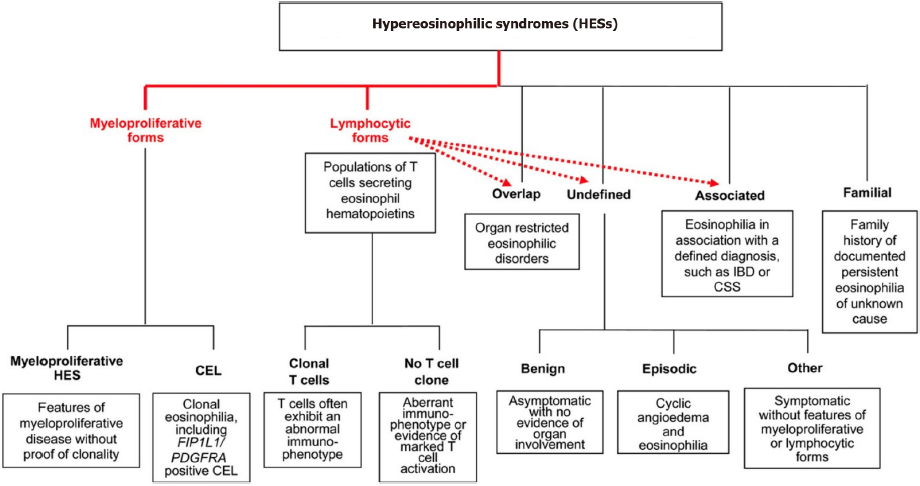 Hypereosinophilic syndromes (HESs)
Myeloproliferative
forms
Lymphocytic
forms
Populations of T
cells secreting
eosinophil
hematopoietins
Overlap
Organ restricted
eosinophilic
disorders
Undefined
Associated
Eosinophilia in
association with a
defined diagnosis,
such as IBD or
CSS
Familial
Family
history of
documented
persistent
eosinophilia
of unknown
cause
Myeloproliferative
HES
Features of
myeloproliferative
disease without
proof of clonality
CEL
Clonal
eosinophilia,
including
FIP1L1/
PDGFRA
positive CEL
Clonal
T cells
T cells often
exhibit an
abnormal
immuno-
phenotype
No T cell
clone
Aberrant
immuno-
phenotype or
evidence of
marked T cell
activation
Benign
Asymptomatic
with no
evidence of
organ
involvement
Episodic
Cyclic
angioedema
and
eosinophilia
Other
Symptomatic
without features of
myeloproliferative
or lymphocytic
forms